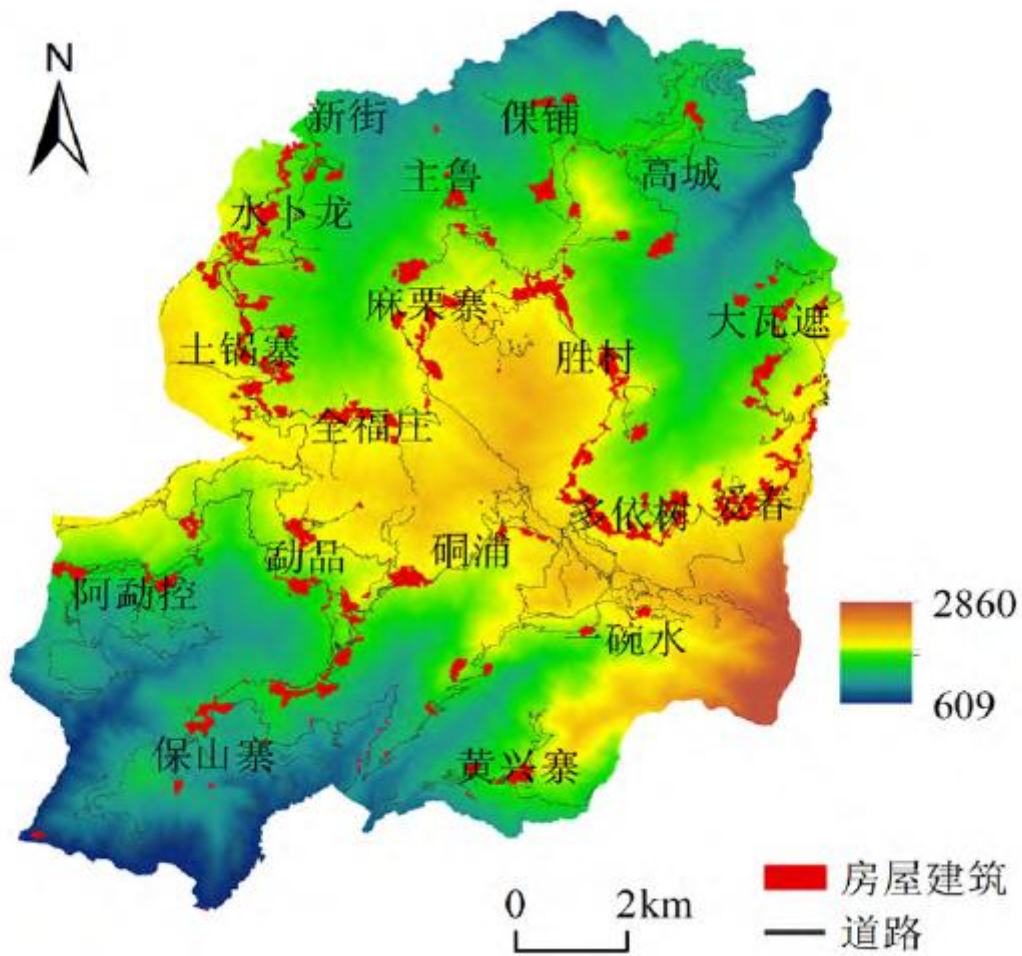 N
新街
倮铺
主鲁
高城
水卜龙
麻栗寨
大瓦遮
土锅寨
胜村
全福庄
多依树
爱春
硐浦
勐品
阿勐控
一碗水
2860
609
保山寨
黄兴寨
0 2km
房屋建筑
道路